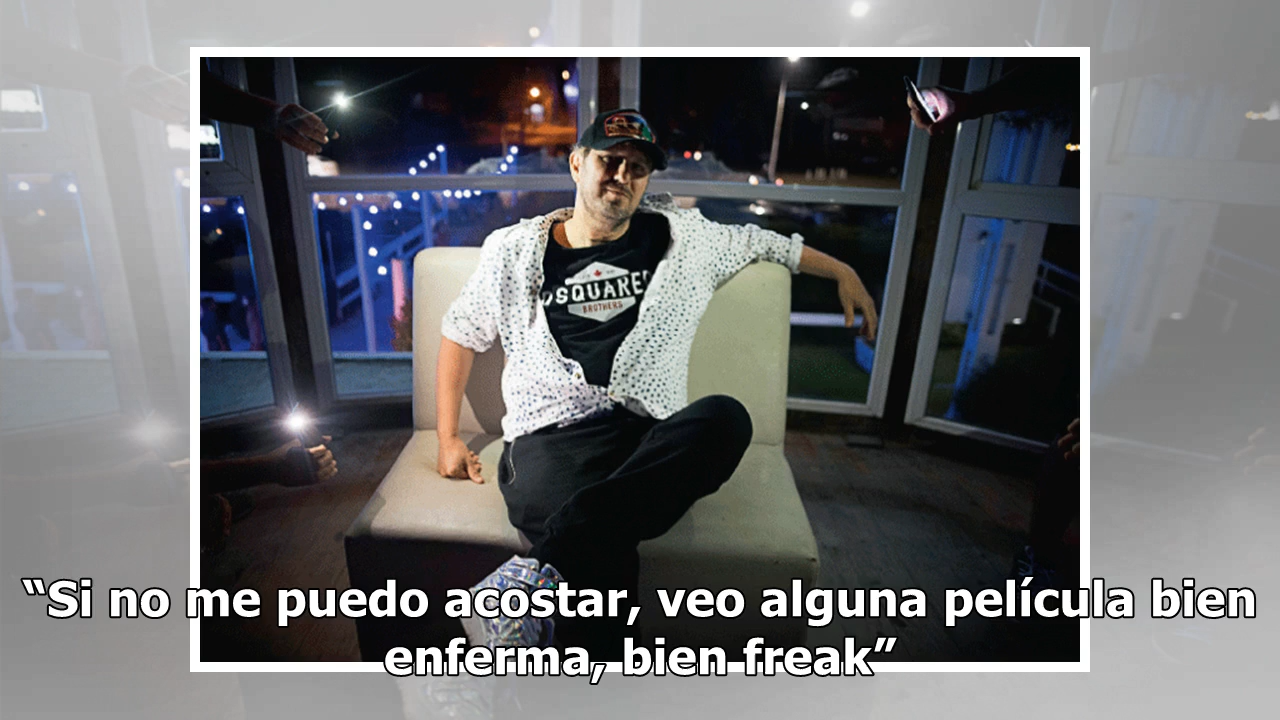 DSQUARED
BROTHERS
“Si no me puedo acostar, veo alguna película bien
enferma, bien freak”